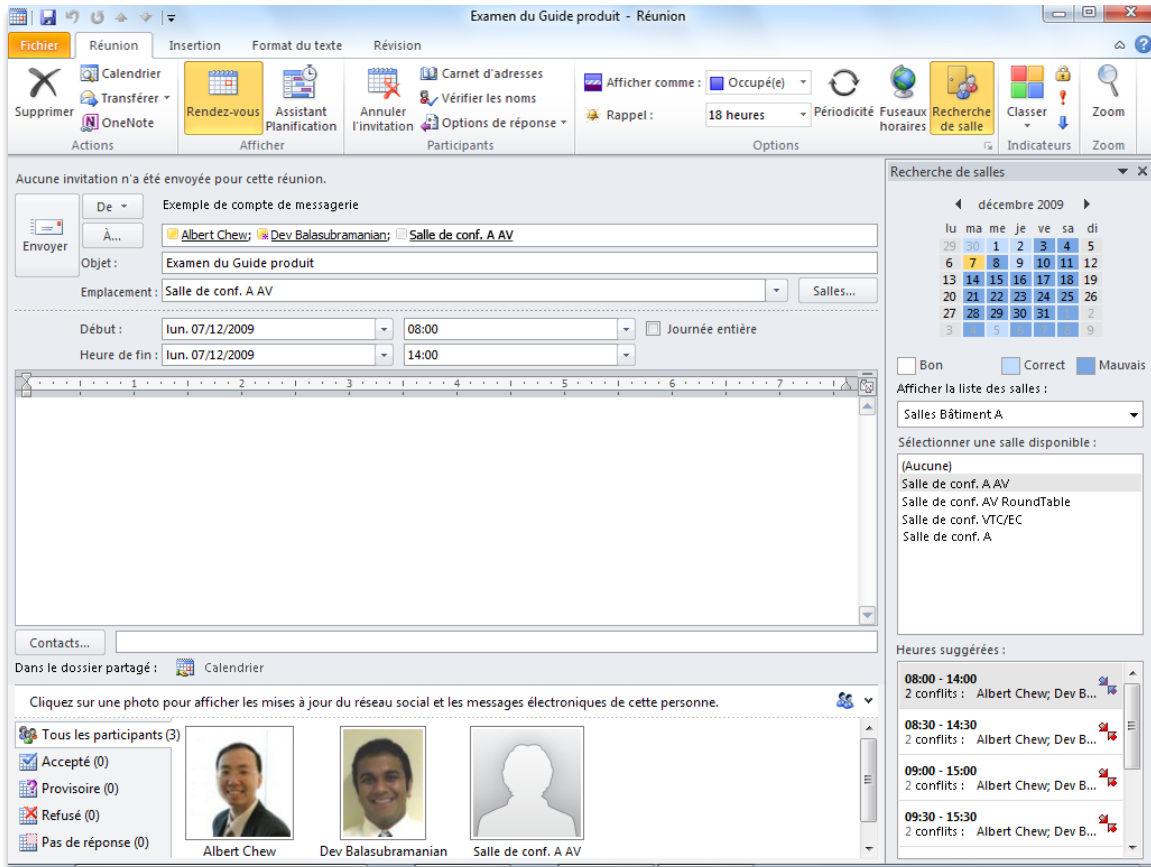 Examen du Guide produit - Réunion
Fichier Réunion Insertion Format du texte Révision
Supprimer
Calendrier
Transférer
OneNote
Actions
Rendez-vous
Assistant Planification
Afficher
Annuler l'invitation
Carnet d'adresses
Vérifier les noms
Options de réponse
Participants
Afficher comme : Occupé(e)
Rappel : 18 heures
Périodicité
Fuseaux horaires
Recherche de salle
Options
Classer
Indicateurs
Zoom
Zoom
Aucune invitation n'a été envoyée pour cette réunion.
Envoyer
De Exemple de compte de messagerie
À... Albert Chew; Dev Balasubramanian; Salle de conf. A AV
Objet : Examen du Guide produit
Emplacement : Salle de conf. A AV Salles...
Début : lun. 07/12/2009 08:00 Journée entière
Heure de fin : lun. 07/12/2009 14:00
1 2 3 4 5 6 7
Contacts...
Dans le dossier partagé : Calendrier
Cliquez sur une photo pour afficher les mises à jour du réseau social et les messages électroniques de cette personne.
Tous les participants (3)
Accepté (0)
Provisoire (0)
Refusé (0)
Pas de réponse (0)
Albert Chew Dev Balasubramanian Salle de conf. A AV
Recherche de salles
décembre 2009
lu ma me je ve sa di
29 30 1 2 3 4 5
6 7 8 9 10 11 12
13 14 15 16 17 18 19
20 21 22 23 24 25 26
27 28 29 30 31 1 2
3 4 5 6 7 8 9
Bon Correct Mauvais
Afficher la liste des salles :
Salles Bâtiment A
Sélectionner une salle disponible :
(Aucune)
Salle de conf. A AV
Salle de conf. AV RoundTable
Salle de conf. VTC/EC
Salle de conf. A
Heures suggérées :
08:00 - 14:00
2 conflits : Albert Chew; Dev B...
08:30 - 14:30
2 conflits : Albert Chew; Dev B...
09:00 - 15:00
2 conflits : Albert Chew; Dev B...
09:30 - 15:30
2 conflits : Albert Chew; Dev B...